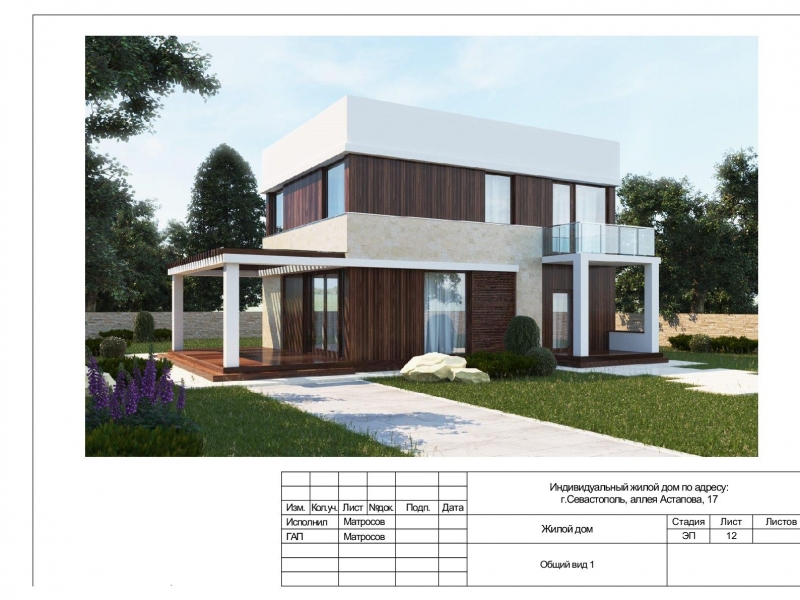 Индивидуальный жилой дом по адресу:
г.Севастополь, аллея Астапова, 17
Изм. Кол.уч. Лист №док. Подп. Дата
Исполнил Матросов
Жилой дом
Стадия Лист Листов
ГАП Матросов
ЭП 12
Общий вид 1